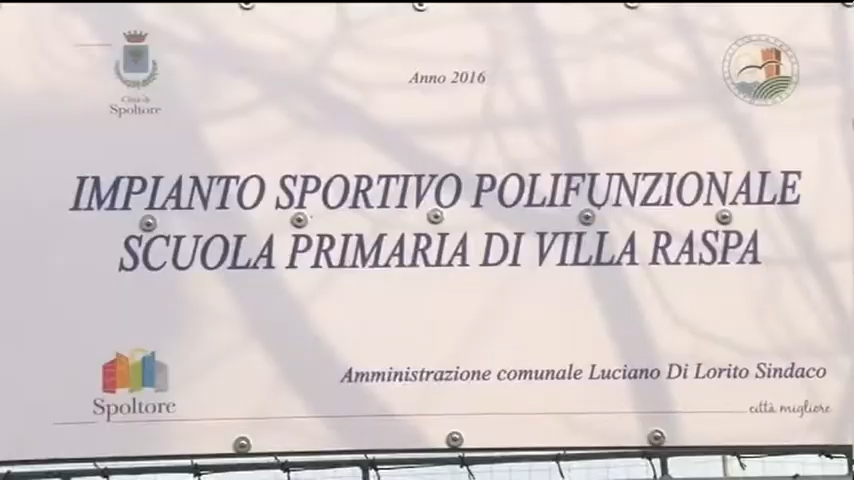 Città di
Spoltore
Anno 2016
IMPIANTO SPORTIVO POLIFUNZIONALE
SCUOLA PRIMARIA DI VILLA RASPA
Spoltore
Amministrazione comunale Luciano Di Lorito Sindaco
città migliore